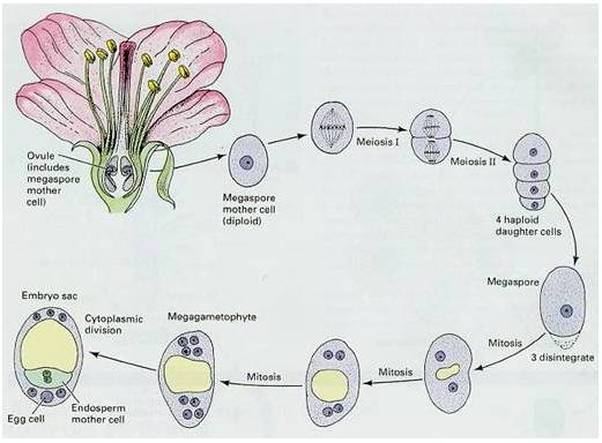 Ovule
(includes
megaspore
mother
cell)
Megaspore
mother cell
(diploid)
Meiosis I
Meiosis II
4 haploid
daughter cells
Megaspore
3 disintegrate
Mitosis
Mitosis
Mitosis
Megagametophyte
Cytoplasmic
division
Embryo sac
Egg cell
Endosperm
mother cell